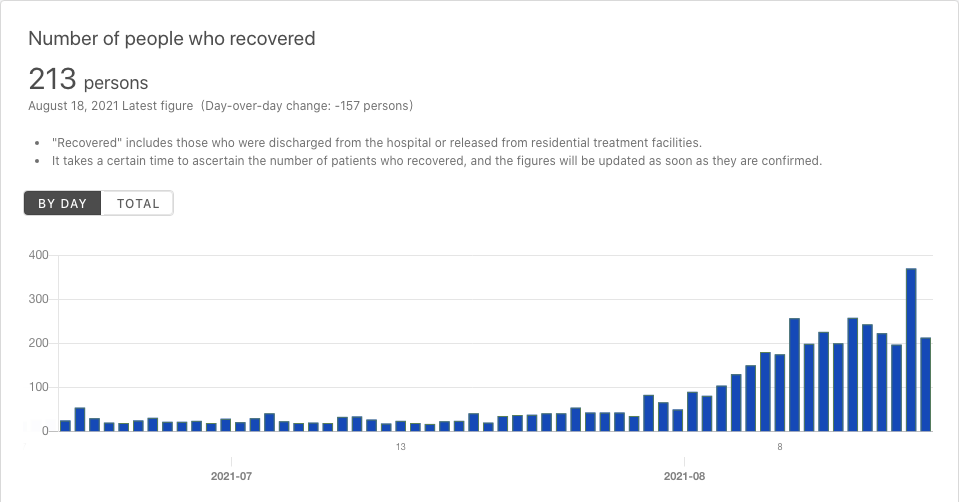 Number of people who recovered
213 persons
August 18, 2021 Latest figure (Day-over-day change: -157 persons)
• "Recovered" includes those who were discharged from the hospital or released from residential treatment facilities.
• It takes a certain time to ascertain the number of patients who recovered, and the figures will be updated as soon as they are confirmed.
BY DAY TOTAL
400
300
200
100
0
13 8
2021-07 2021-08